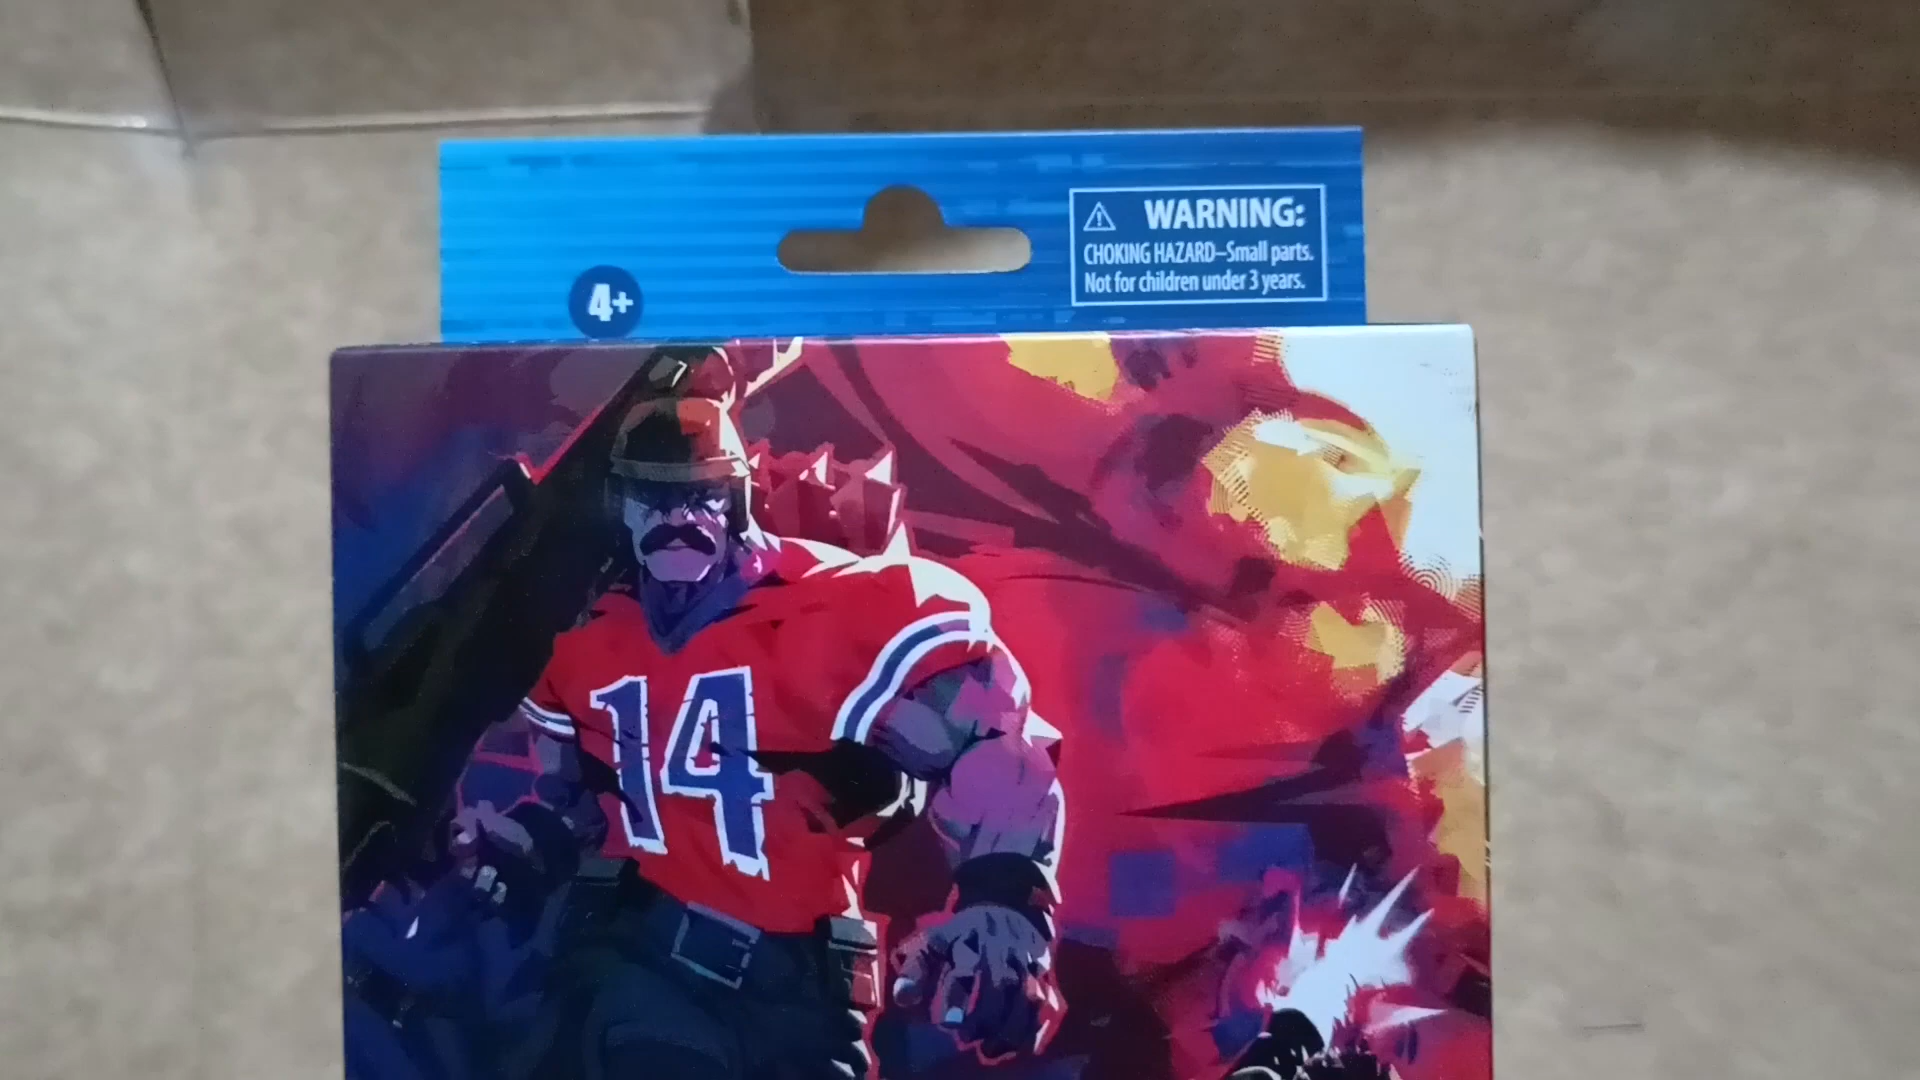 WARNING:
CHOKING HAZARD–Small parts.
Not for children under 3 years.
4+
14